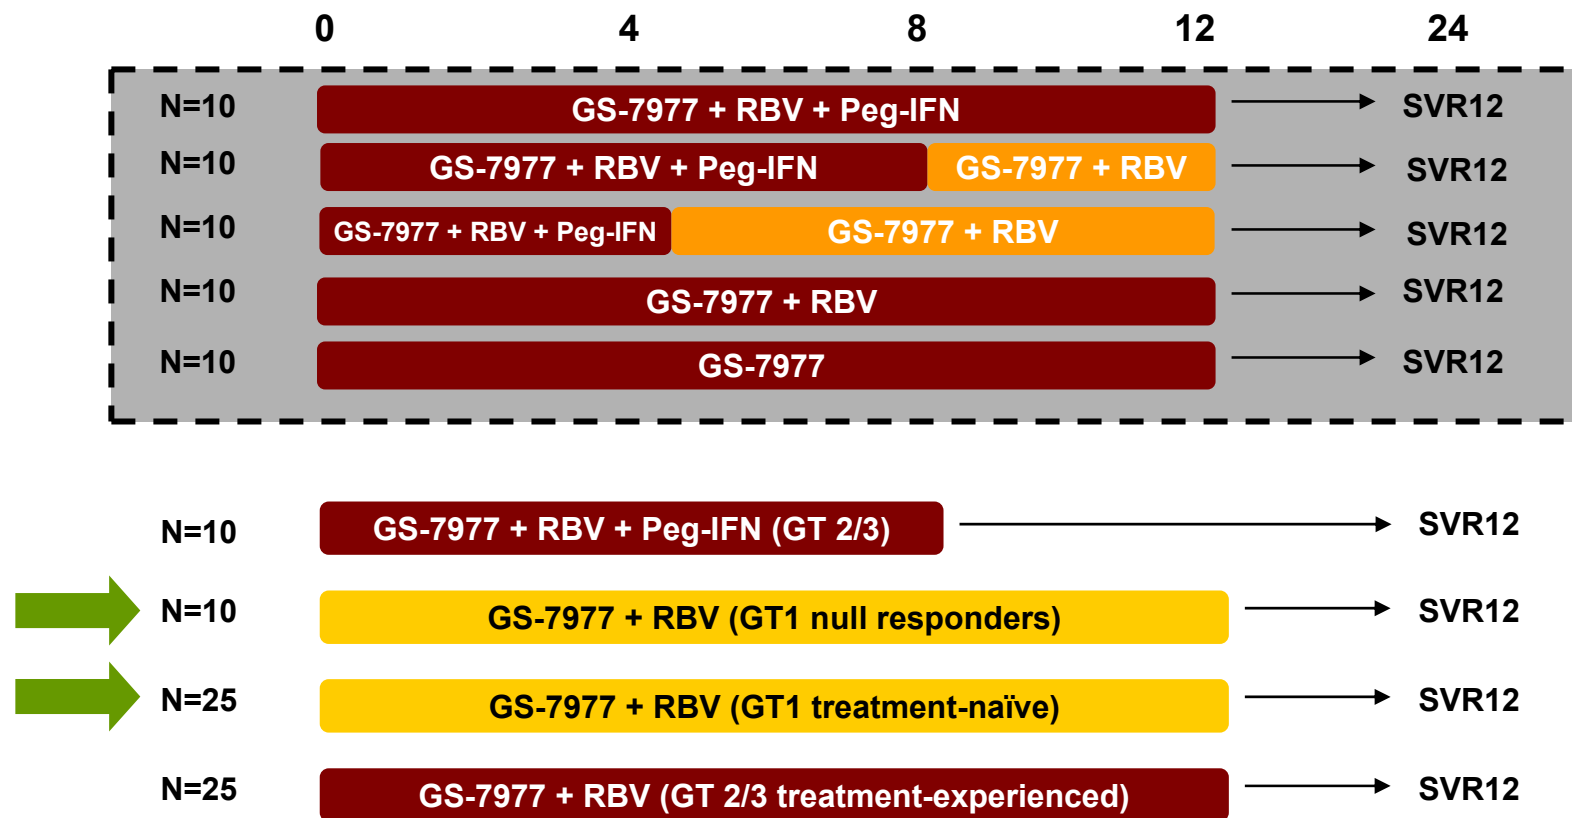 0 4 8 12 24
N=10 GS-7977 + RBV + Peg-IFN SVR12
N=10 GS-7977 + RBV + Peg-IFN GS-7977 + RBV SVR12
N=10 GS-7977 + RBV + Peg-IFN GS-7977 + RBV SVR12
N=10 GS-7977 + RBV SVR12
N=10 GS-7977 SVR12
N=10 GS-7977 + RBV + Peg-IFN (GT 2/3) SVR12
N=10 GS-7977 + RBV (GT1 null responders) SVR12
N=25 GS-7977 + RBV (GT1 treatment-naïve) SVR12
N=25 GS-7977 + RBV (GT 2/3 treatment-experienced) SVR12